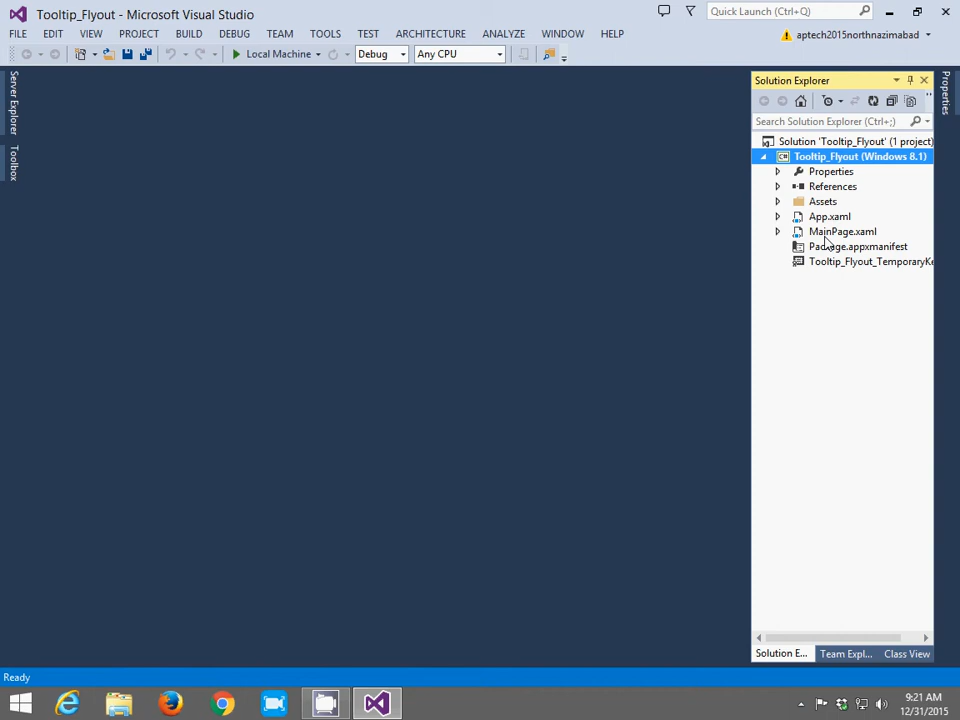 Tooltip_Flyout - Microsoft Visual Studio
Quick Launch (Ctrl+Q)
FILE EDIT VIEW PROJECT BUILD DEBUG TEAM TOOLS TEST ARCHITECTURE ANALYZE WINDOW HELP
aptech2015northnazimabad
Local Machine
Debug
Any CPU
Server Explorer
Toolbox
Solution Explorer
Properties
Search Solution Explorer (Ctrl+;)
Solution 'Tooltip_Flyout' (1 project)
C# Tooltip_Flyout (Windows 8.1)
Properties
References
Assets
App.xaml
MainPage.xaml
Package.appxmanifest
Tooltip_Flyout_TemporaryKe
Solution E... Team Expl... Class View
Ready
9:21 AM
12/31/2015